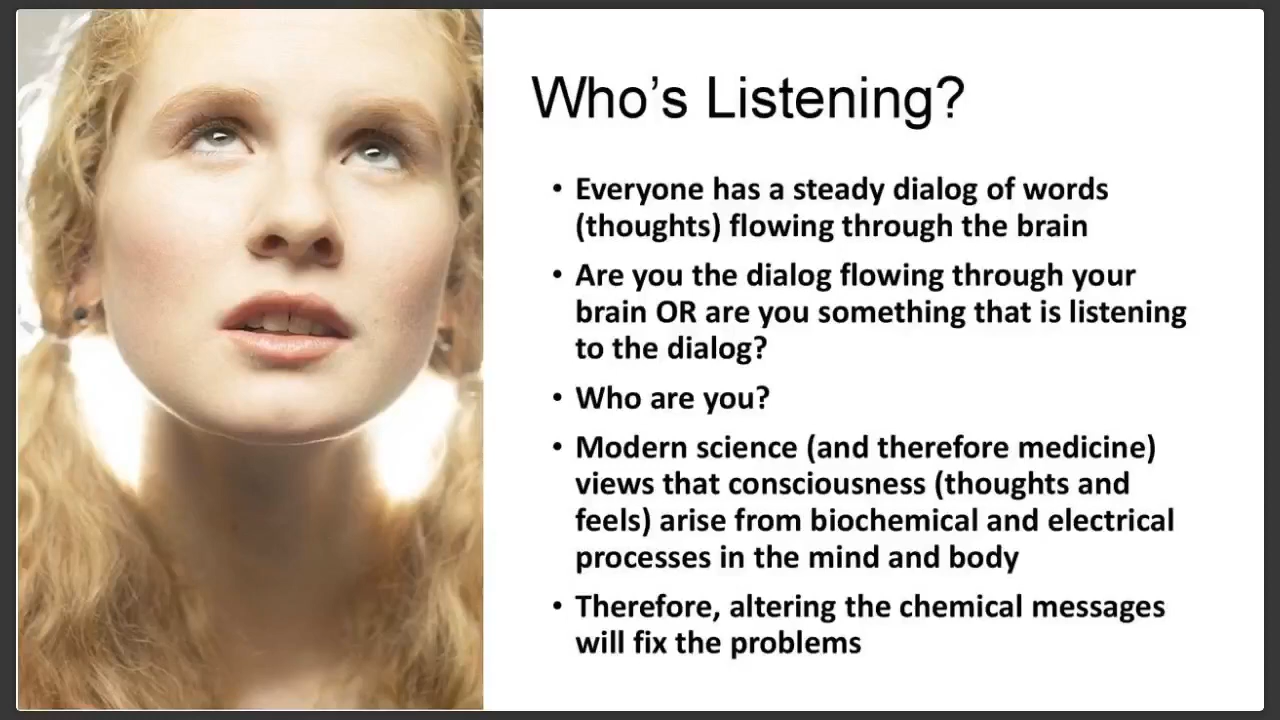 Who's Listening?
• Everyone has a steady dialog of words
(thoughts) flowing through the brain
• Are you the dialog flowing through your
brain OR are you something that is listening
to the dialog?
• Who are you?
• Modern science (and therefore medicine)
views that consciousness (thoughts and
feels) arise from biochemical and electrical
processes in the mind and body
• Therefore, altering the chemical messages
will fix the problems